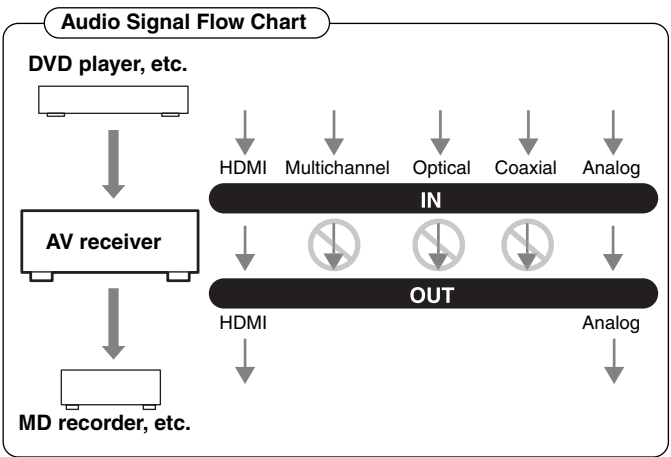 Audio Signal Flow Chart
DVD player, etc.
HDMI Multichannel Optical Coaxial Analog
IN
AV receiver
OUT
HDMI Analog
MD recorder, etc.